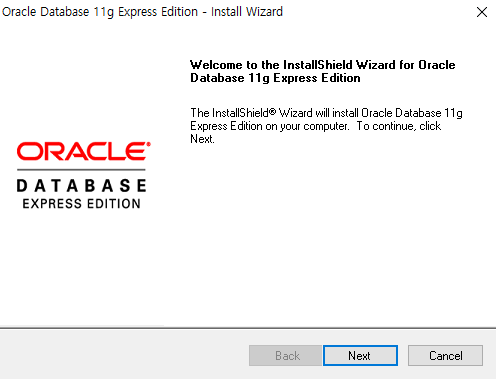 Oracle Database 11g Express Edition - Install Wizard
Welcome to the InstallShield Wizard for Oracle
Database 11g Express Edition
The InstallShield® Wizard will install Oracle Database 11g
Express Edition on your computer. To continue, click
Next.
ORACLE®
DATABASE
EXPRESS EDITION
Back
Next
Cancel